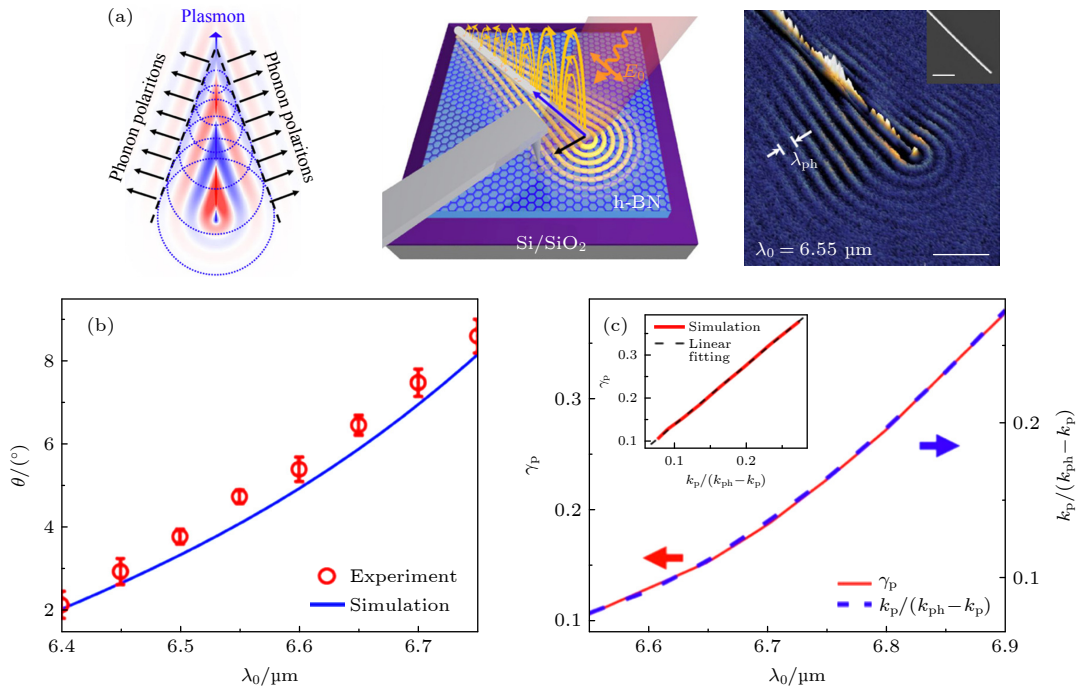 (a)
Plasmon
Phonon polaritons
Phonon polaritons
E₀
h-BN
Si/SiO₂
λₚₕ
λ₀ = 6.55 µm
(b)
θ/(°)
8
6
4
2
Experiment
Simulation
6.4
6.5
6.6
6.7
λ₀/µm
(c)
γₚ
0.3
0.2
0.1
Simulation
Linear
fitting
γₚ
0.4
0.3
0.2
0.1
0.1
0.2
kₚ/(kₚₕ−kₚ)
0.2
0.1
kₚ/(kₚₕ−kₚ)
γₚ
kₚ/(kₚₕ−kₚ)
6.6
6.7
6.8
6.9
λ₀/µm